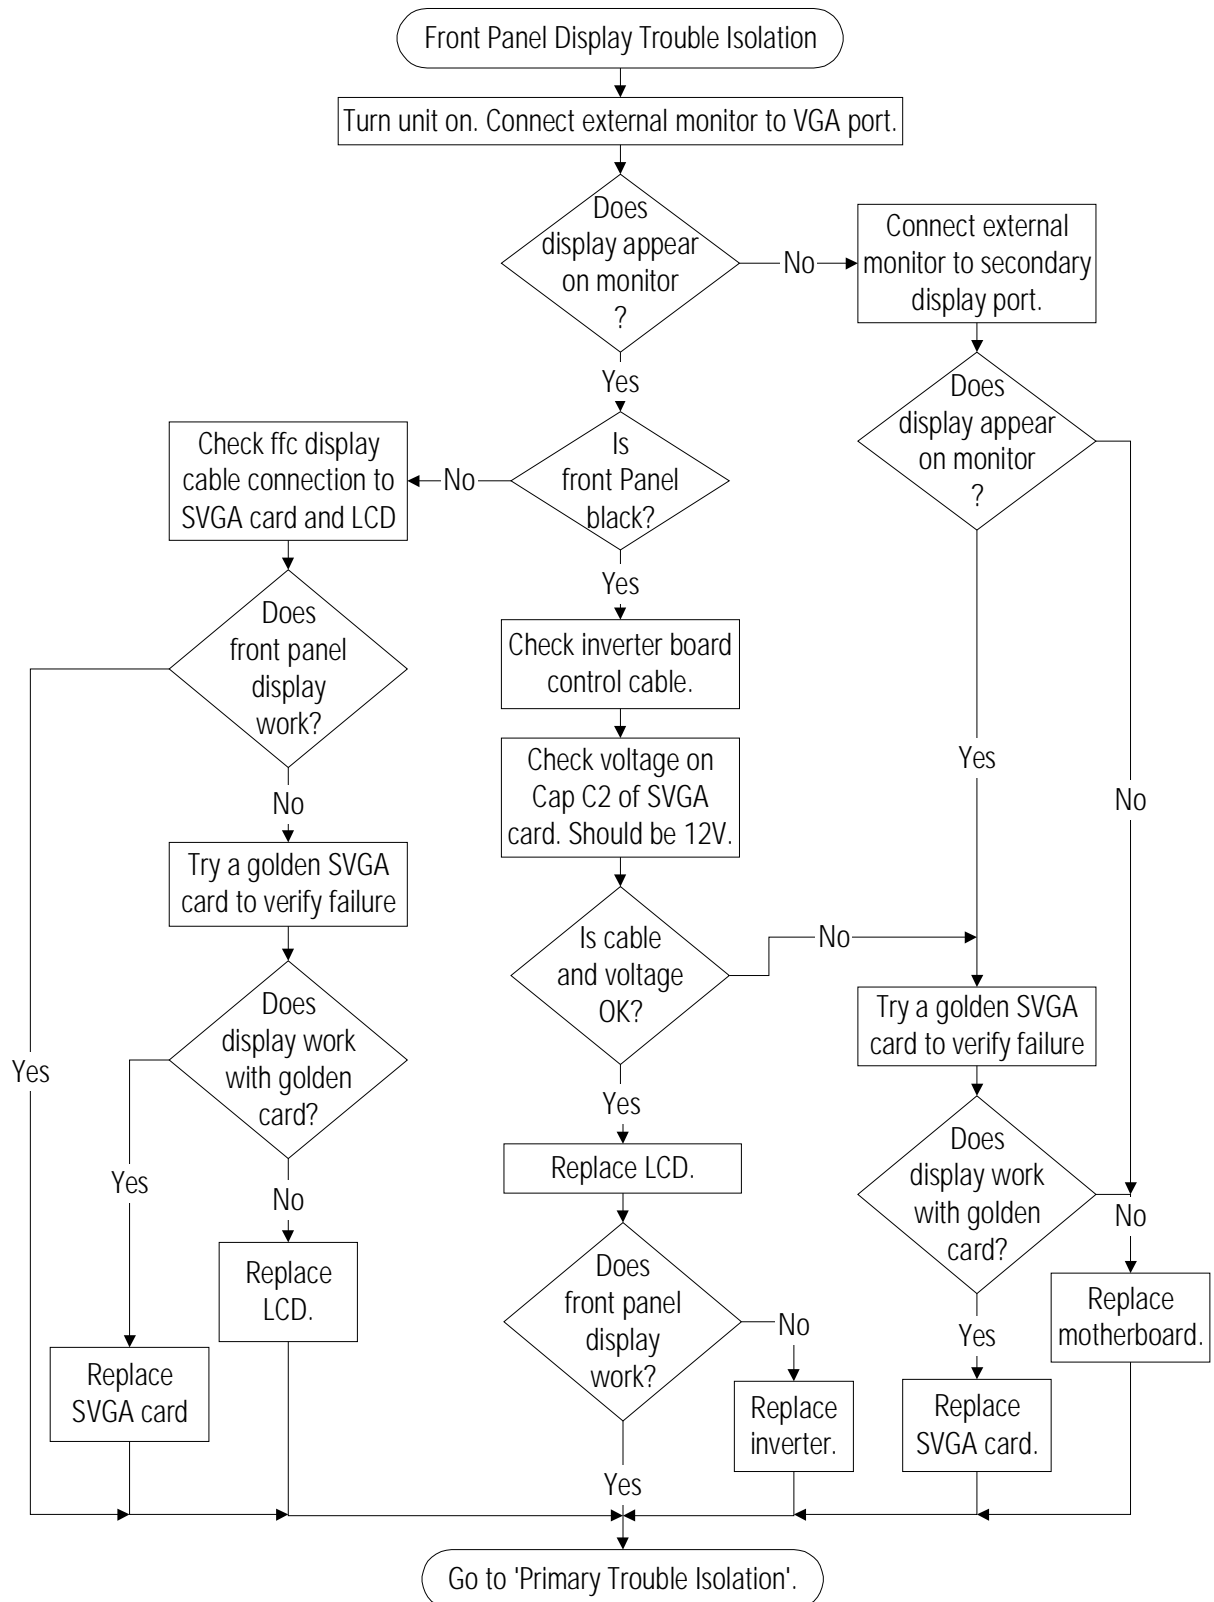 Front Panel Display Trouble Isolation
Turn unit on. Connect external monitor to VGA port.
Does
display appear
on monitor
?
No
Connect external
monitor to secondary
display port.
Yes
Does
display appear
on monitor
?
Check ffc display
cable connection to
SVGA card and LCD
No
Is
front Panel
black?
Yes
Does
front panel
display
work?
Check inverter board
control cable.
Check voltage on
Cap C2 of SVGA
card. Should be 12V.
Yes
No
No
Try a golden SVGA
card to verify failure
Is cable
and voltage
OK?
No
Try a golden SVGA
card to verify failure
Does
display work
with golden
card?
Yes
Yes
Replace LCD.
Does
display work
with golden
card?
Yes
No
No
Replace
LCD.
Does
front panel
display
work?
No
Yes
Replace
motherboard.
Replace
SVGA card
Replace
inverter.
Replace
SVGA card.
Yes
Go to 'Primary Trouble Isolation'.